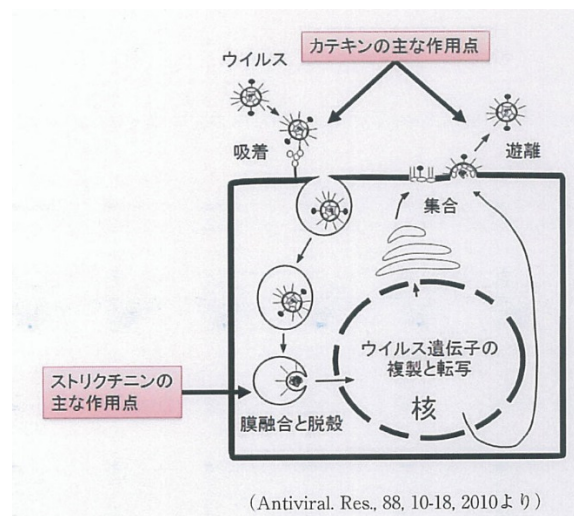 カテキンの主な作用点
ウイルス
吸着
遊離
集合
ウイルス遺伝子の
複製と転写
核
ストリクチニンの
主な作用点
膜融合と脱殻
(Antiviral. Res., 88, 10-18, 2010より)